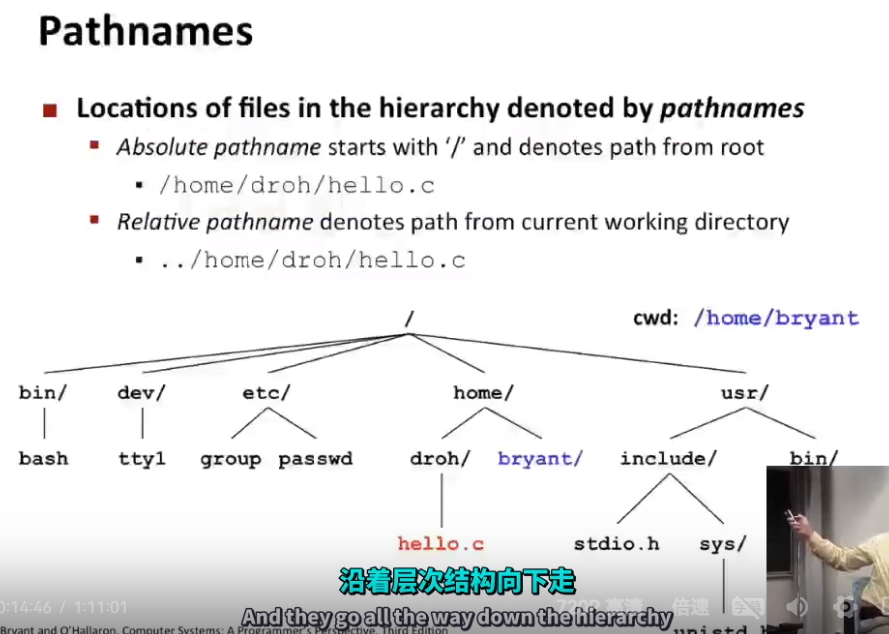 Pathnames
Locations of files in the hierarchy denoted by pathnames
Absolute pathname starts with ‘/’ and denotes path from root
/home/droh/hello.c
Relative pathname denotes path from current working directory
../home/droh/hello.c
/
cwd: /home/bryant
bin/ dev/ etc/ home/ usr/
bash tty1 group passwd droh/ bryant/ include/ bin/
hello.c stdio.h sys/
沿着层次结构向下走
0:14:46 / 1:11:01
倍速
And they go all the way down the hierarchy
Bryant and O'Hallaron, Computer Systems: A Programmer's Perspective, Third Edition
unistd.h